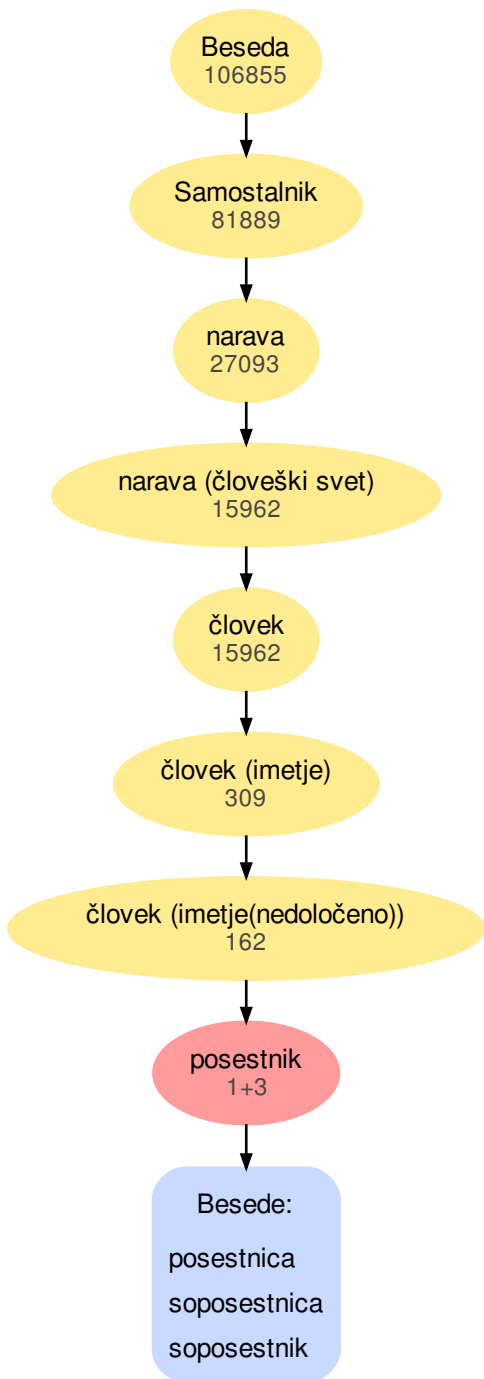 Beseda
106855
Samostalnik
81889
narava
27093
narava (človeški svet)
15962
človek
15962
človek (imetje)
309
človek (imetje(nedoločeno))
162
posestnik
1+3
Besede:
posestnica
soposestnica
soposestnik